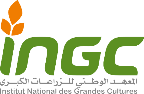 INGC
المعهد الوطني للزراعات الكبرى
Institut National des Grandes Cultures